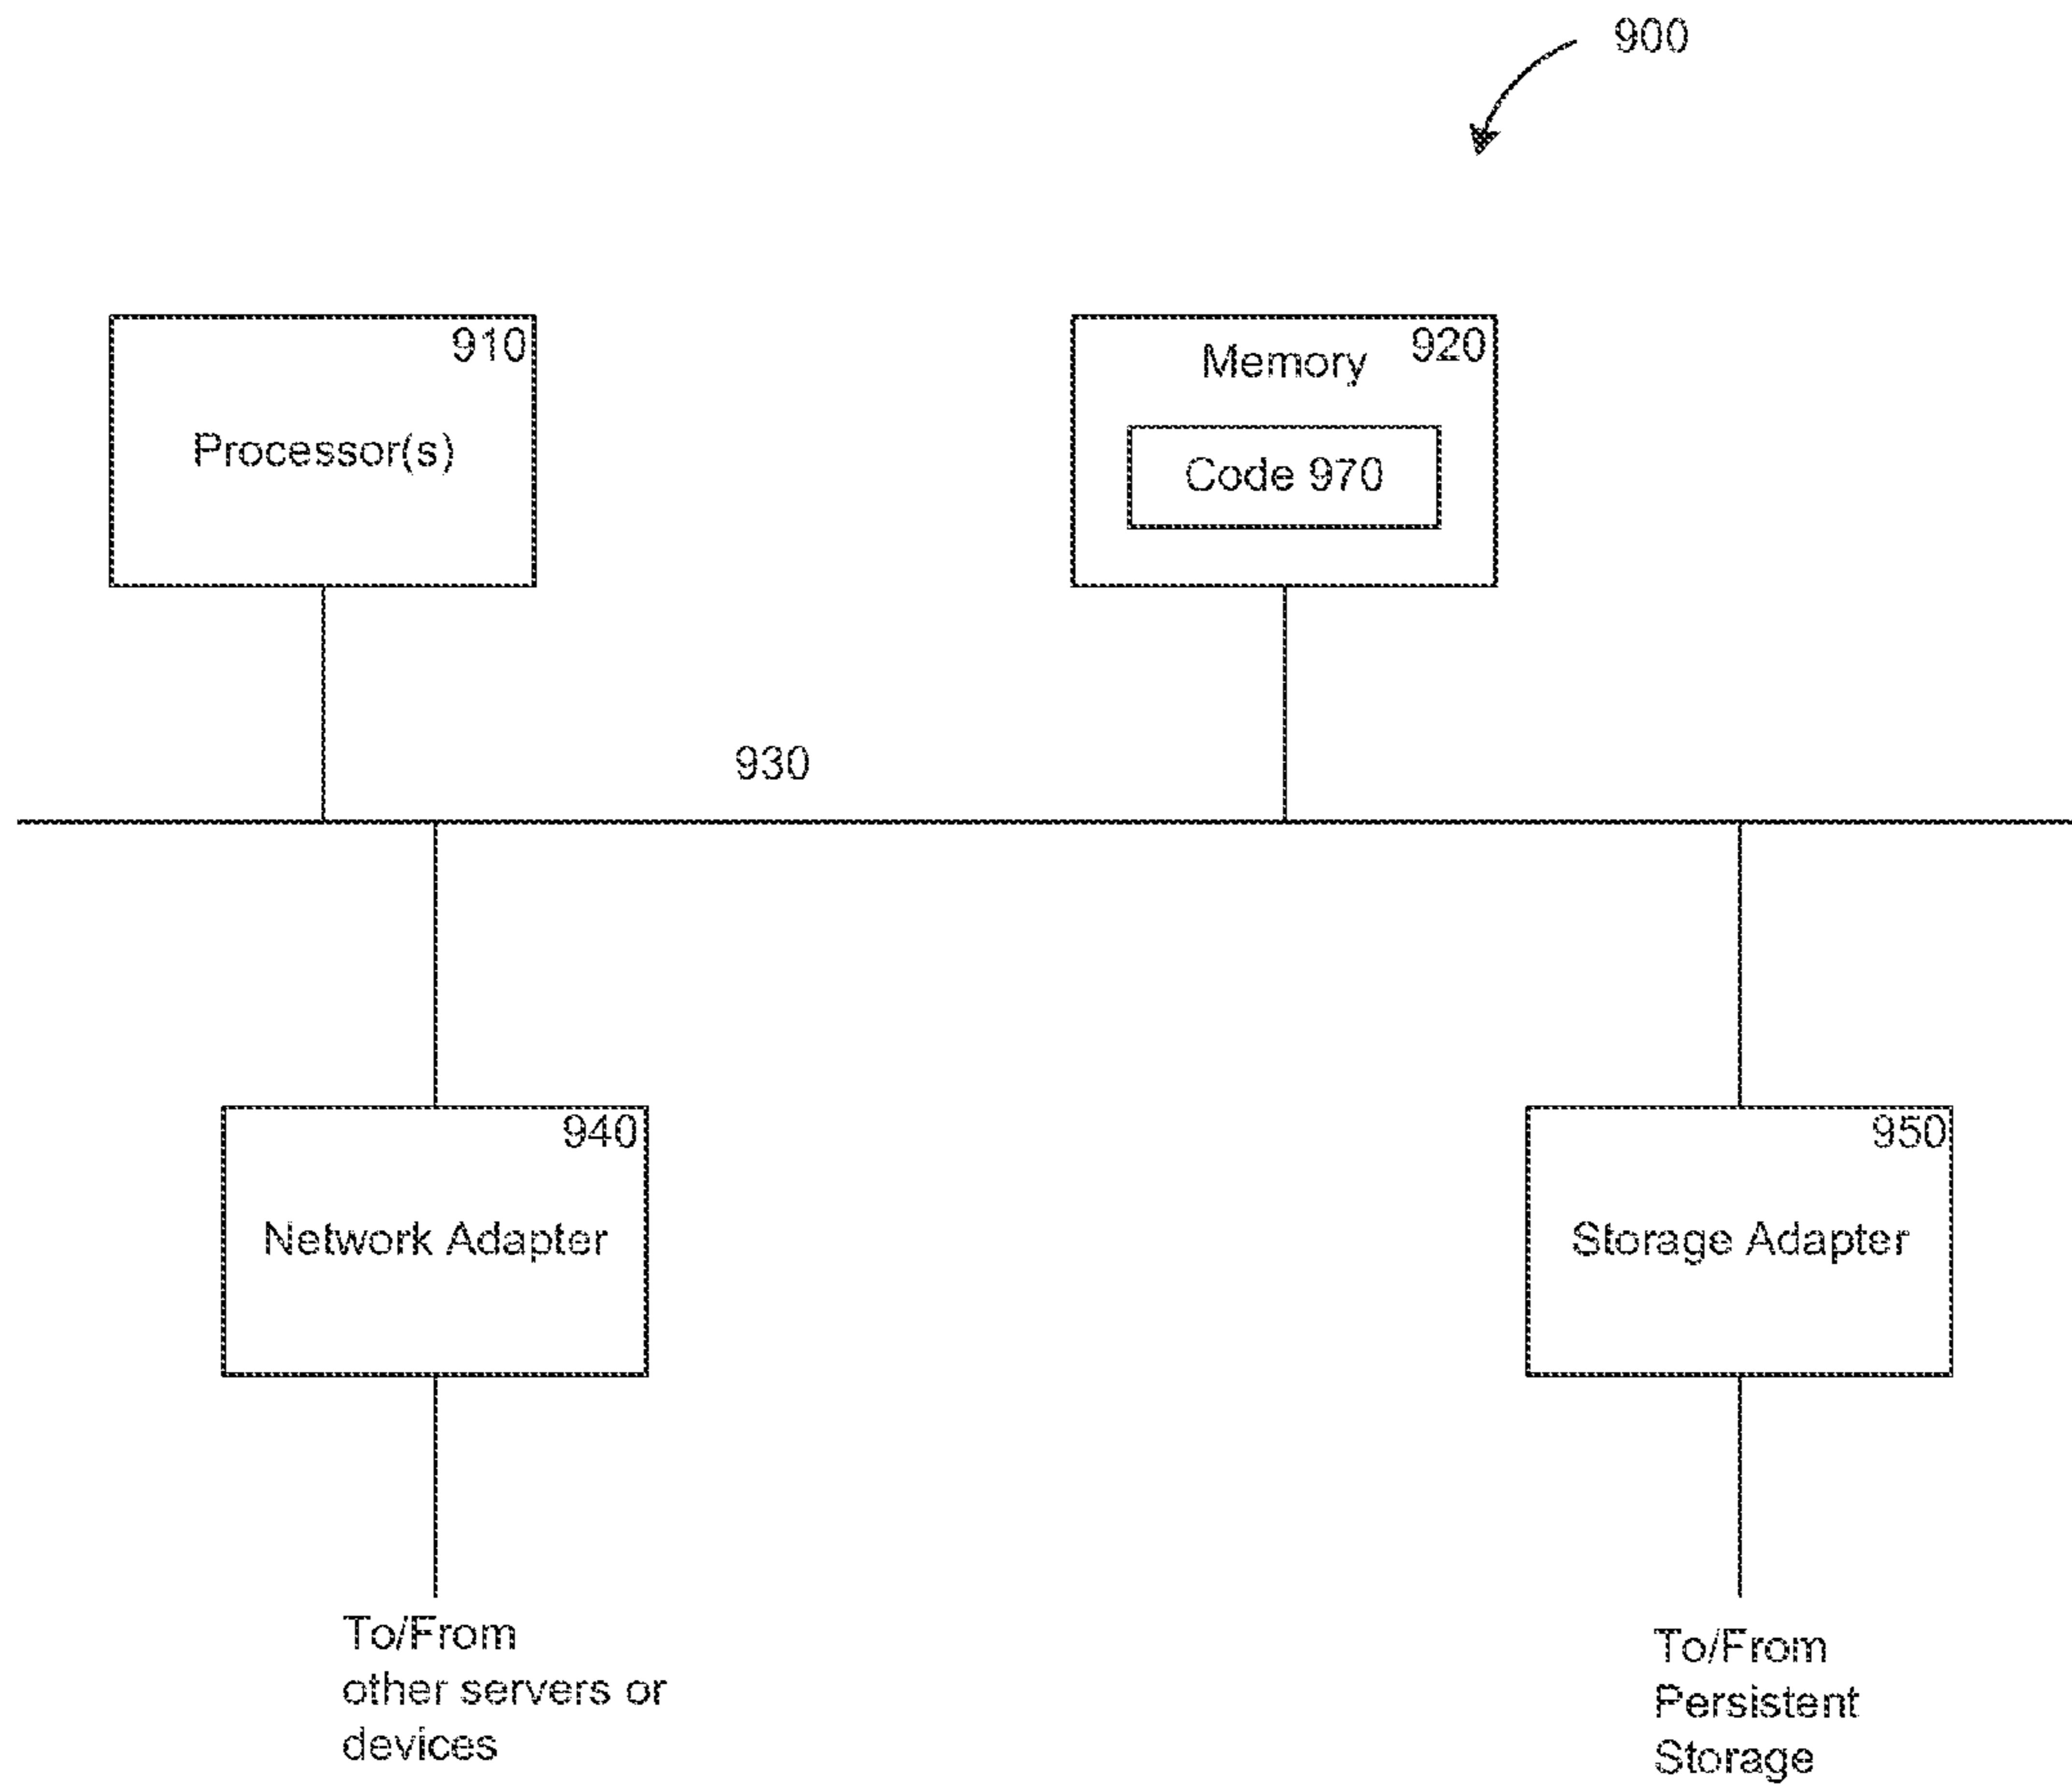 900
910
Processor(s)
920
Memory
Code 970
930
940
Network Adapter
950
Storage Adapter
To/From
other servers or
devices
To/From
Persistent
Storage